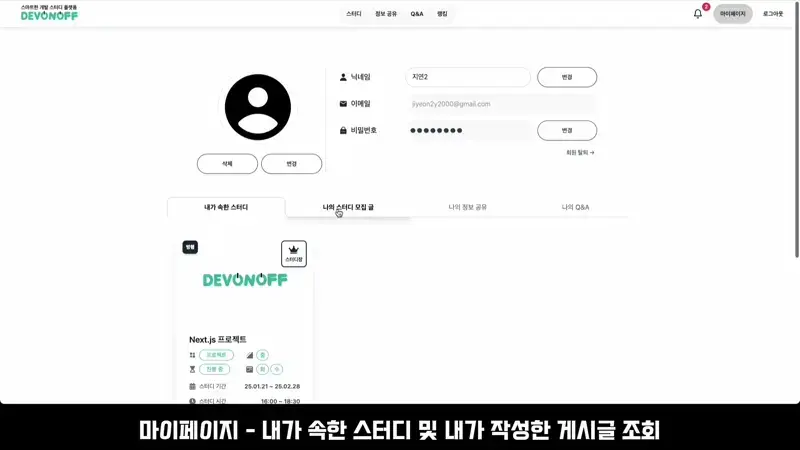 스마트한 개발 스터디 플랫폼
DEVONOFF
스터디 정보 공유 Q&A 랭킹
2
마이페이지 로그아웃
닉네임 지연2 변경
이메일 jiyeon2y2000@gmail.com
비밀번호 ●●●●●●●● 변경
삭제 변경
회원 탈퇴 →
내가 속한 스터디 나의 스터디 모집 글 나의 정보 공유 나의 Q&A
스터디장
DEVONOFF
Next.js 프로젝트
프로젝트
진행 중 화 수
스터디 기간 25.01.21 ~ 25.02.28
스터디 시간 16:00 ~ 18:30
마이페이지 - 내가 속한 스터디 및 내가 작성한 게시글 조회